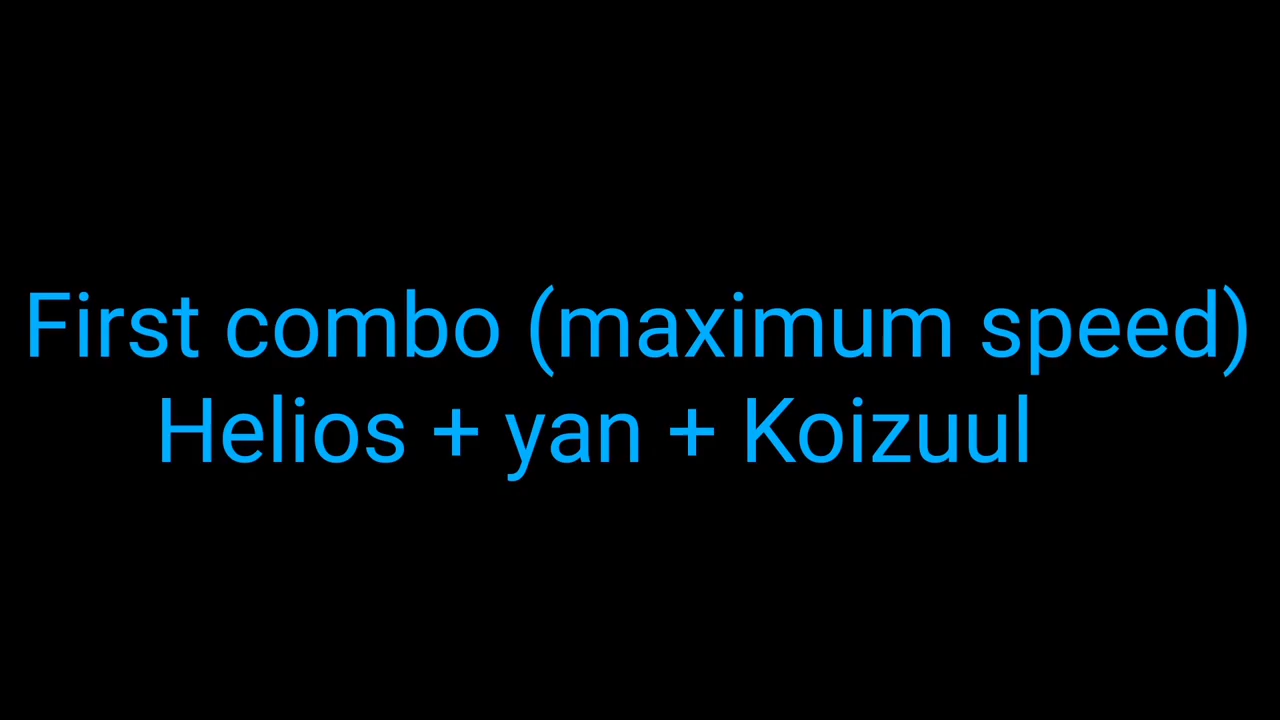 First combo (maximum speed)
Helios + yan + Koizuul